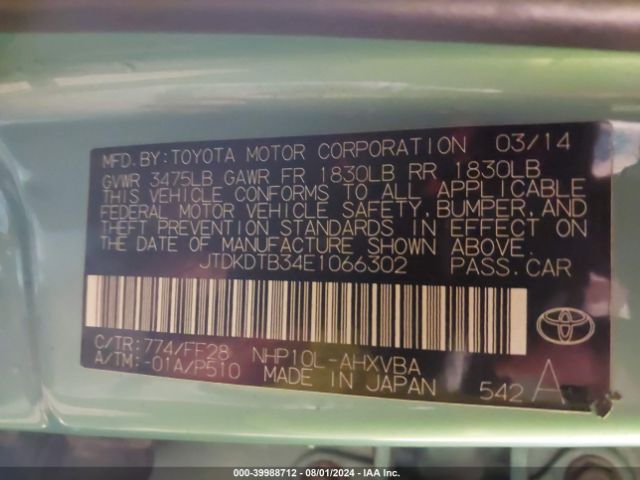 MFD. BY: TOYOTA MOTOR CORPORATION 03/14
GVWR 3475LB GAWR FR 1830LB RR 1830LB
THIS VEHICLE CONFORMS TO ALL APPLICABLE
FEDERAL MOTOR VEHICLE SAFETY, BUMPER, AND
THEFT PREVENTION STANDARDS IN EFFECT ON
THE DATE OF MANUFACTURE SHOWN ABOVE.
JTDKDTB34E1066302 PASS. CAR
C/TR: 774/FF28 NHP10L-AHXVBA
A/TM: -01A/P510 MADE IN JAPAN 542 A
000-39988712 - 08/01/2024 - IAA Inc.